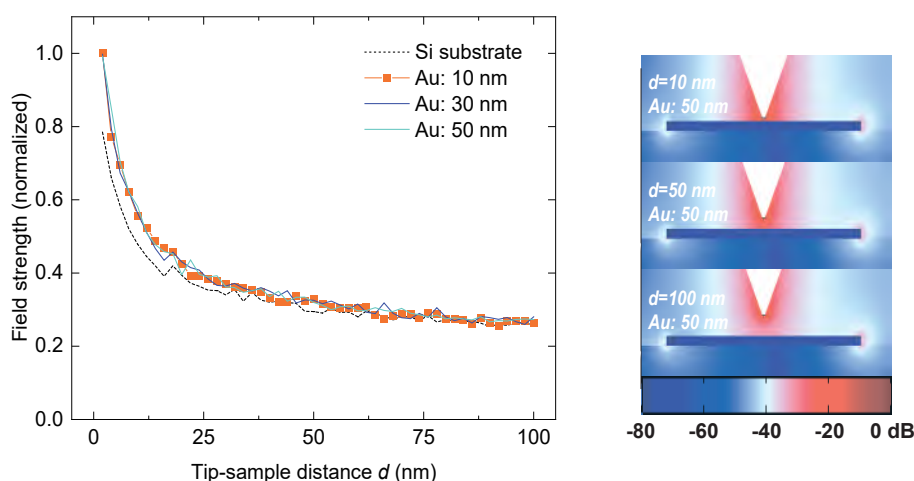 Field strength (normalized)
1.0
0.8
0.6
0.4
0.2
0.0
0
25
50
75
100
Tip-sample distance d (nm)
Si substrate
Au: 10 nm
Au: 30 nm
Au: 50 nm
d=10 nm
Au: 50 nm
d=50 nm
Au: 50 nm
d=100 nm
Au: 50 nm
-80 -60 -40 -20 0 dB